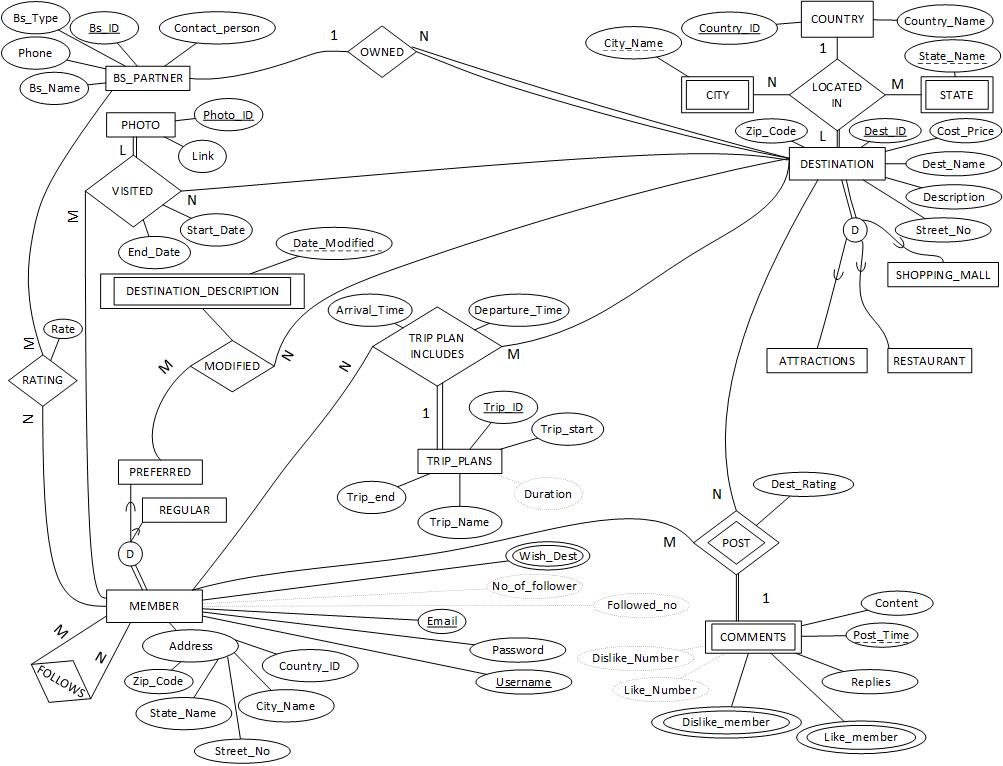 Bs_Type
Bs_ID
Contact_person
Phone
Bs_Name
BS_PARTNER
1
OWNED
N
COUNTRY
Country_ID
Country_Name
City_Name
State_Name
1
N
LOCATED
IN
M
CITY
STATE
L
PHOTO
Photo_ID
Link
L
VISITED
N
M
Start_Date
End_Date
Zip_Code
Dest_ID
Cost_Price
DESTINATION
Dest_Name
Description
Street_No
D
SHOPPING_MALL
ATTRACTIONS
RESTAURANT
Date_Modified
DESTINATION_DESCRIPTION
Rate
M
RATING
N
M
MODIFIED
N
Arrival_Time
Departure_Time
TRIP PLAN
INCLUDES
N
M
1
Trip_ID
Trip_start
TRIP_PLANS
Trip_end
Duration
Trip_Name
PREFERRED
REGULAR
D
Dest_Rating
N
M
POST
1
MEMBER
Wish_Dest
No_of_follower
Followed_no
Email
Password
Username
M
N
FOLLOWS
Address
Zip_Code
Country_ID
State_Name
City_Name
Street_No
COMMENTS
Content
Post_Time
Replies
Dislike_Number
Like_Number
Dislike_member
Like_member